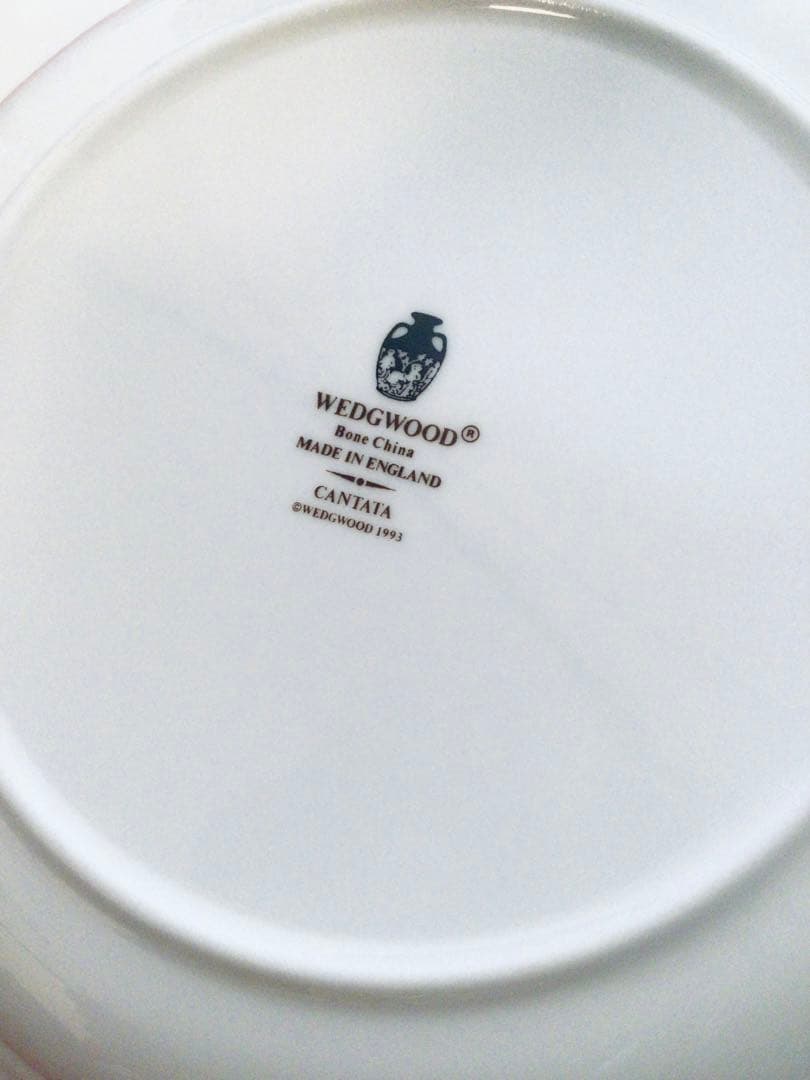 WEDGWOOD®
Bone China
MADE IN ENGLAND
CANTATA
©WEDGWOOD 1993